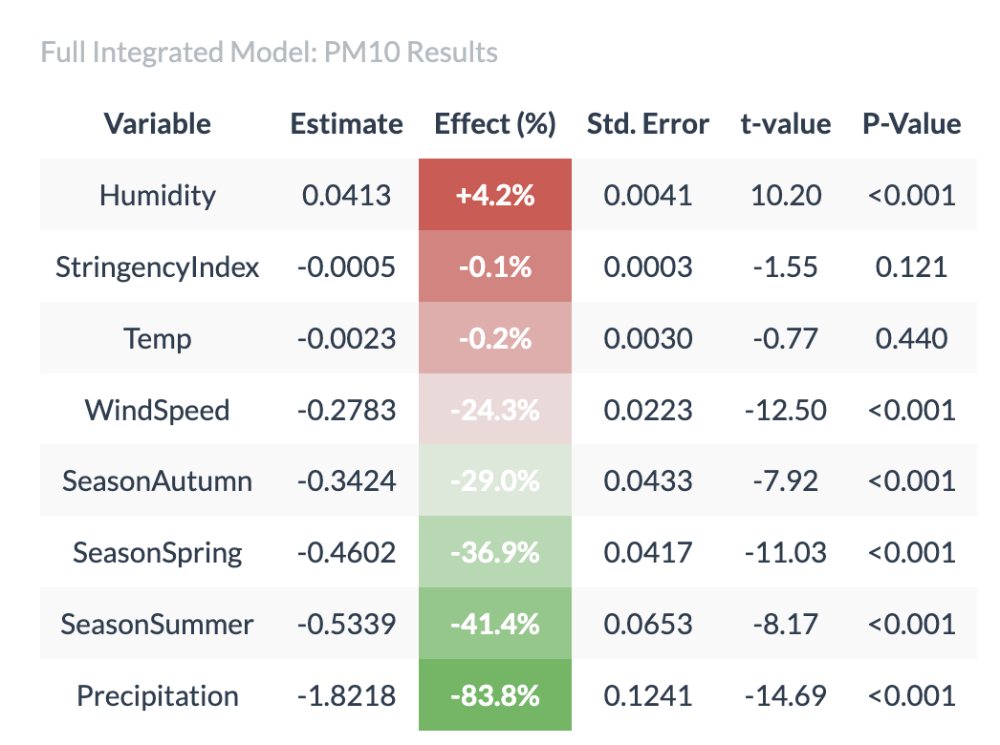 Full Integrated Model: PM10 Results
Variable Estimate Effect (%) Std. Error t-value P-Value
Humidity 0.0413 +4.2% 0.0041 10.20 <0.001
StringencyIndex -0.0005 -0.1% 0.0003 -1.55 0.121
Temp -0.0023 -0.2% 0.0030 -0.77 0.440
WindSpeed -0.2783 -24.3% 0.0223 -12.50 <0.001
SeasonAutumn -0.3424 -29.0% 0.0433 -7.92 <0.001
SeasonSpring -0.4602 -36.9% 0.0417 -11.03 <0.001
SeasonSummer -0.5339 -41.4% 0.0653 -8.17 <0.001
Precipitation -1.8218 -83.8% 0.1241 -14.69 <0.001